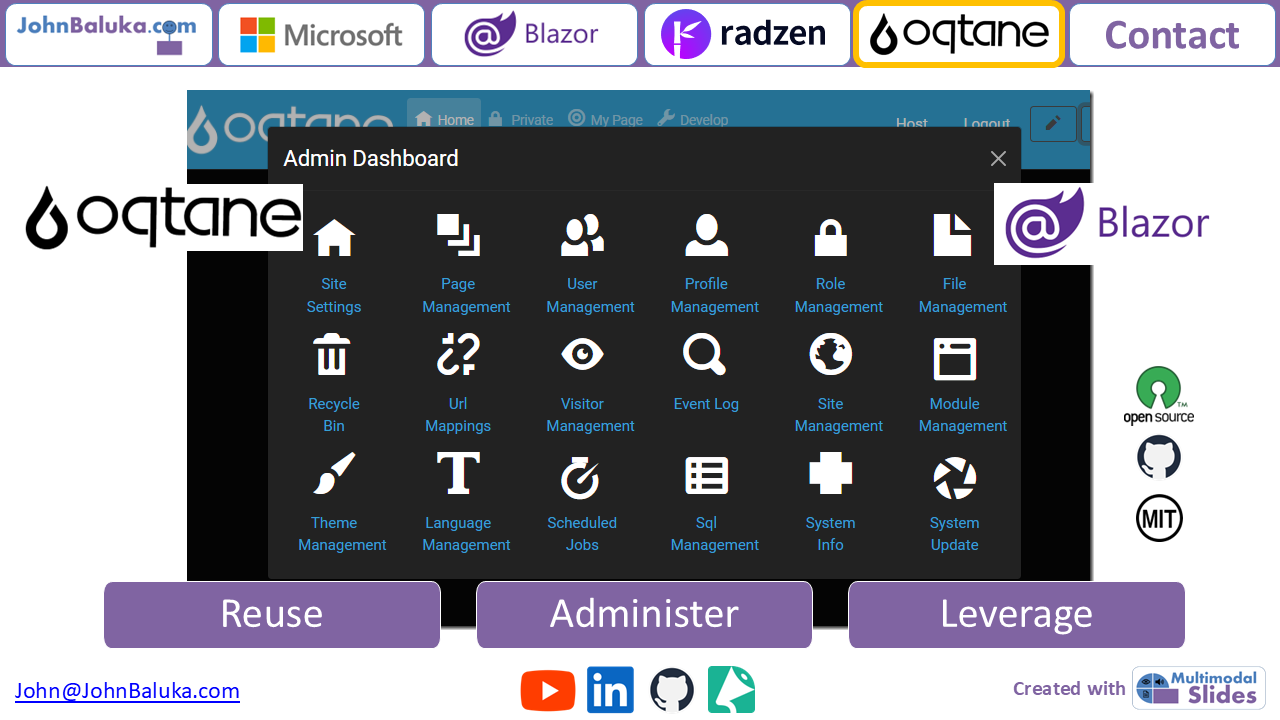 JohnBaluka.com
Microsoft
Blazor
radzen
oqtane
Contact
oqtane
Home
Private
My Page
Develop
Host
Logout
Admin Dashboard
oqtane
Blazor
Site
Settings
Page
Management
User
Management
Profile
Management
Role
Management
File
Management
Recycle
Bin
Url
Mappings
Visitor
Management
Event Log
Site
Management
Module
Management
Theme
Management
Language
Management
Scheduled
Jobs
Sql
Management
System
Info
System
Update
open source
TM
MIT
Reuse
Administer
Leverage
John@JohnBaluka.com
in
Created with
Multimodal
Slides